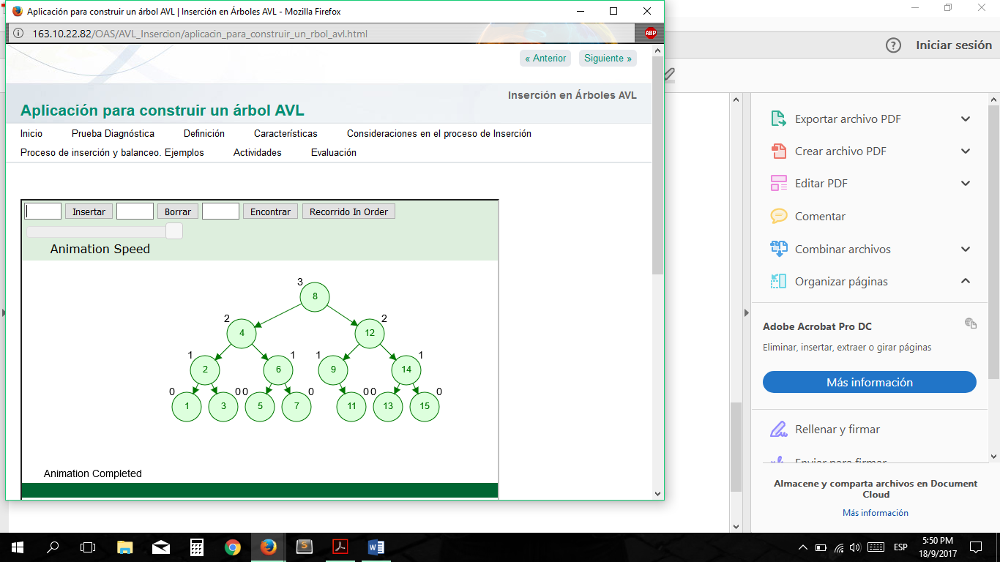 Aplicación para construir un árbol AVL | Inserción en Árboles AVL - Mozilla Firefox
163.10.22.82/OAS/AVL_Insercion/aplicacin_para_construir_un_rbol_avl.html
ABP
« Anterior Siguiente »
Inserción en Árboles AVL
Aplicación para construir un árbol AVL
Inicio Prueba Diagnóstica Definición Características Consideraciones en el proceso de Inserción
Proceso de inserción y balanceo. Ejemplos Actividades Evaluación
Insertar Borrar Encontrar Recorrido In Order
Animation Speed
3
8
2 2
4 12
1 1 1 1
2 6 9 14
0 0 0 0 0 0 0
1 3 5 7 11 13 15
Animation Completed
? Iniciar sesión
Exportar archivo PDF
Crear archivo PDF
Editar PDF
Comentar
Combinar archivos
Organizar páginas
Adobe Acrobat Pro DC
Eliminar, insertar, extraer o girar páginas
Más información
Rellenar y firmar
Enviar para firmar
Almacene y comparta archivos en Document
Cloud
Más información
ESP
5:50 PM
18/9/2017